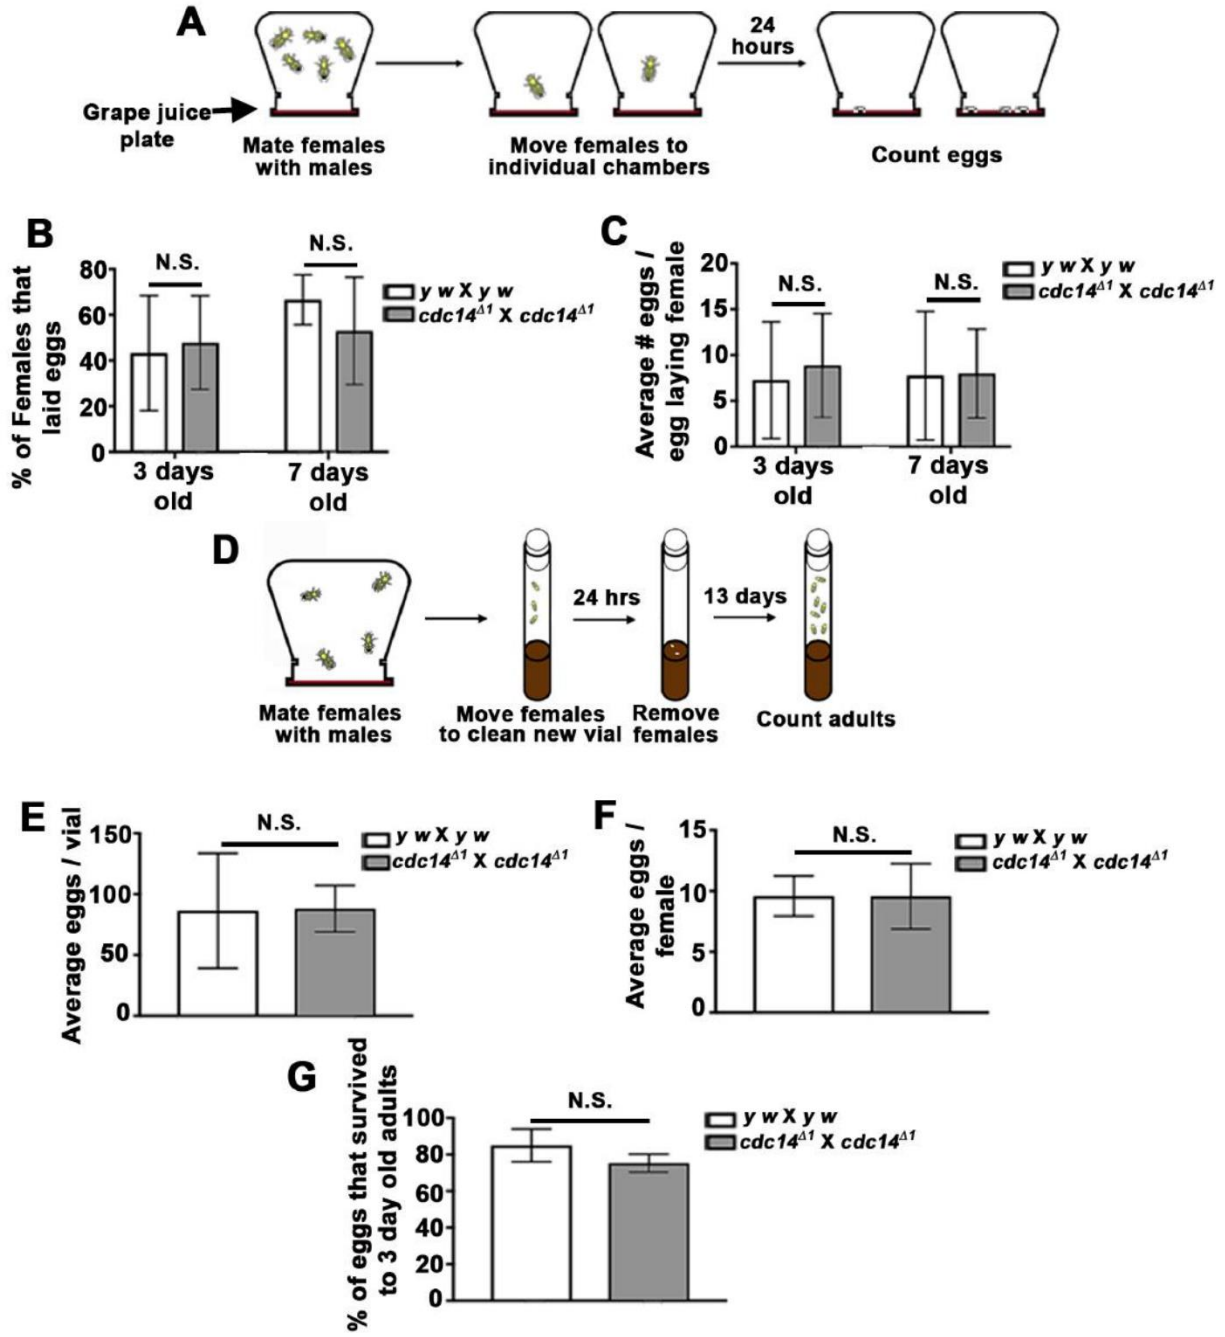 A
Grape juice
plate
Mate females
with males
Move females to
individual chambers
24
hours
Count eggs
B
% of Females that
laid eggs
80
60
40
20
0
N.S.
N.S.
3 days
old
7 days
old
y w X y w
cdc14Δ1 X cdc14Δ1
C
Average # eggs /
egg laying female
20
15
10
5
0
N.S.
N.S.
3 days
old
7 days
old
y w X y w
cdc14Δ1 X cdc14Δ1
D
24 hrs
13 days
Mate females
with males
Move females
to clean new vial
Remove
females
Count adults
E
Average eggs / vial
150
100
50
0
N.S.
y w X y w
cdc14Δ1 X cdc14Δ1
F
Average eggs /
female
15
10
5
0
N.S.
y w X y w
cdc14Δ1 X cdc14Δ1
G
% of eggs that survived
to 3 day old adults
100
80
60
40
20
0
N.S.
y w X y w
cdc14Δ1 X cdc14Δ1